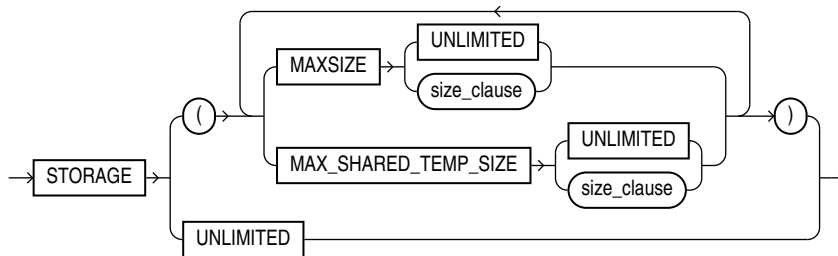 UNLIMITED
MAXSIZE
size_clause
(
)
UNLIMITED
MAX_SHARED_TEMP_SIZE
STORAGE
size_clause
UNLIMITED